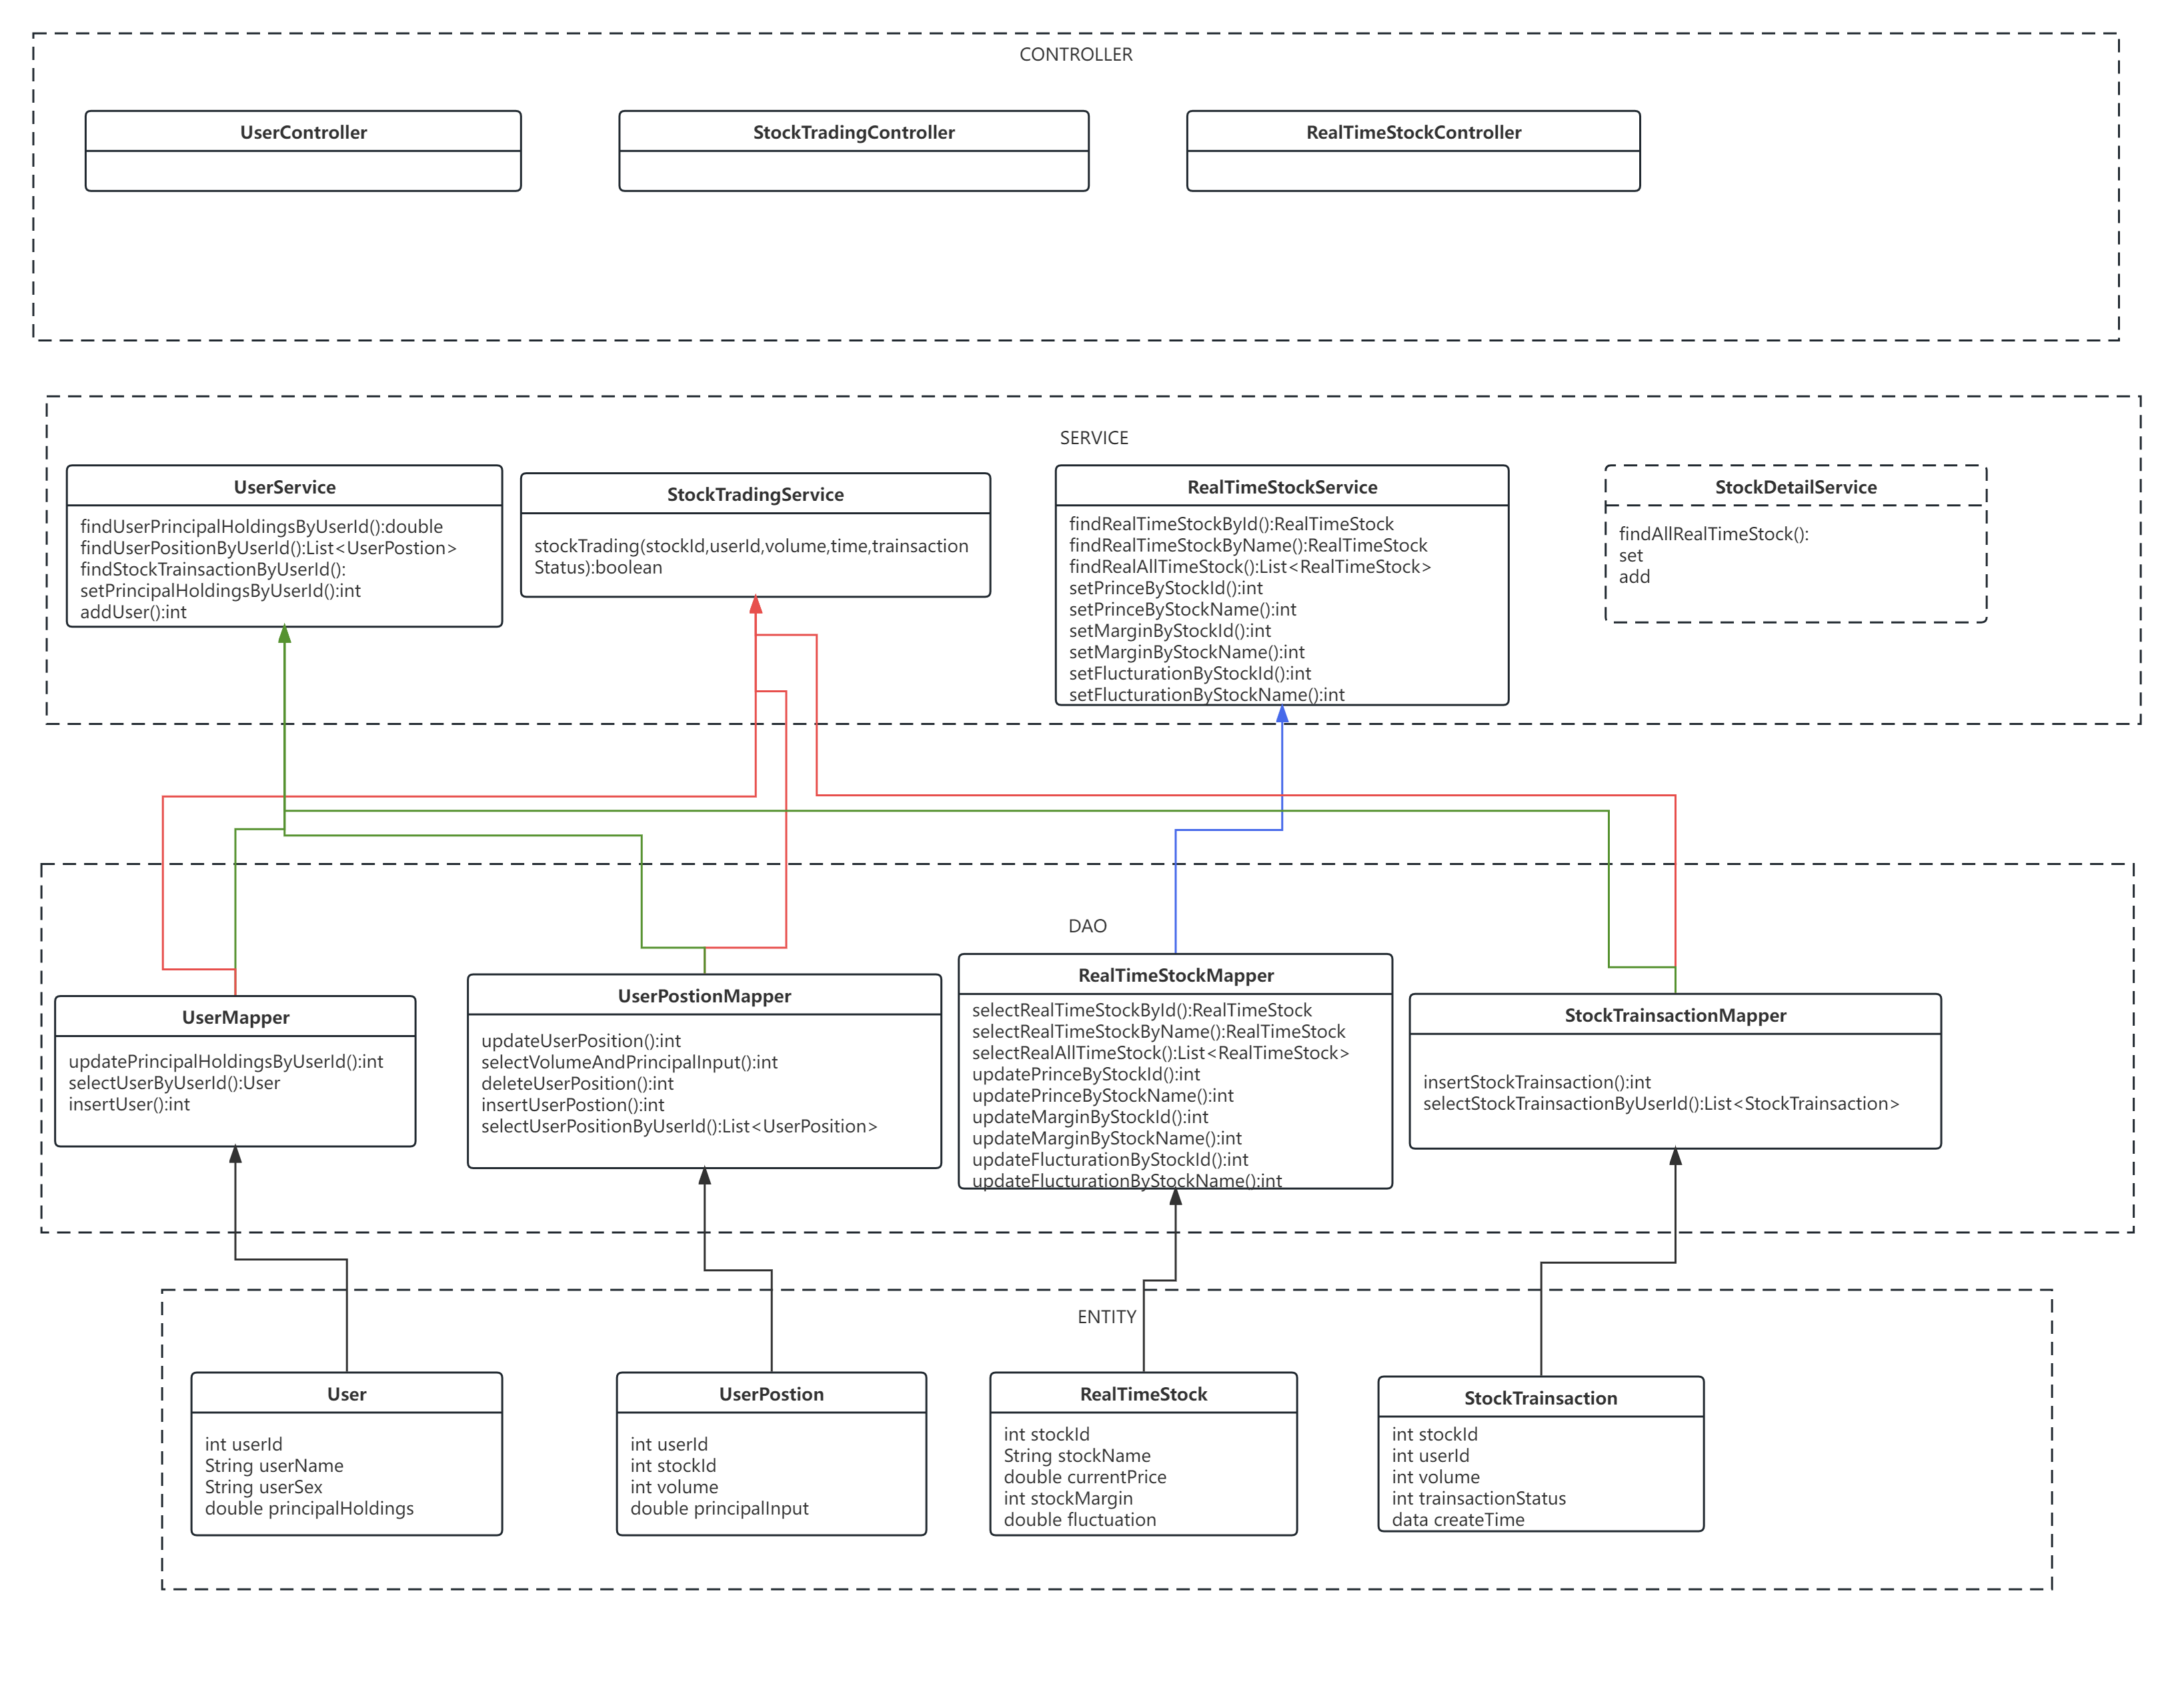 CONTROLLER
UserController
StockTradingController
RealTimeStockController
SERVICE
UserService
findUserPrincipalHoldingsByUserId():double
findUserPositionByUserId():List<UserPostion>
findStockTrainsactionByUserId():
setPrincipalHoldingsByUserId():int
addUser():int
StockTradingService
stockTrading(stockId,userId,volume,time,trainsaction
Status):boolean
RealTimeStockService
findRealTimeStockById():RealTimeStock
findRealTimeStockByName():RealTimeStock
findRealAllTimeStock():List<RealTimeStock>
setPrinceByStockId():int
setPrinceByStockName():int
setMarginByStockId():int
setMarginByStockName():int
setFlucturationByStockId():int
setFlucturationByStockName():int
StockDetailService
findAllRealTimeStock():
set
add
DAO
UserMapper
updatePrincipalHoldingsByUserId():int
selectUserByUserId():User
insertUser():int
UserPostionMapper
updateUserPosition():int
selectVolumeAndPrincipalInput():int
deleteUserPosition():int
insertUserPostion():int
selectUserPositionByUserId():List<UserPosition>
RealTimeStockMapper
selectRealTimeStockById():RealTimeStock
selectRealTimeStockByName():RealTimeStock
selectRealAllTimeStock():List<RealTimeStock>
updatePrinceByStockId():int
updatePrinceByStockName():int
updateMarginByStockId():int
updateMarginByStockName():int
updateFlucturationByStockId():int
updateFlucturationByStockName():int
StockTrainsactionMapper
insertStockTrainsaction():int
selectStockTrainsactionByUserId():List<StockTrainsaction>
ENTITY
User
int userId
String userName
String userSex
double principalHoldings
UserPostion
int userId
int stockId
int volume
double principalInput
RealTimeStock
int stockId
String stockName
double currentPrice
int stockMargin
double fluctuation
StockTrainsaction
int stockId
int userId
int volume
int trainsactionStatus
data createTime